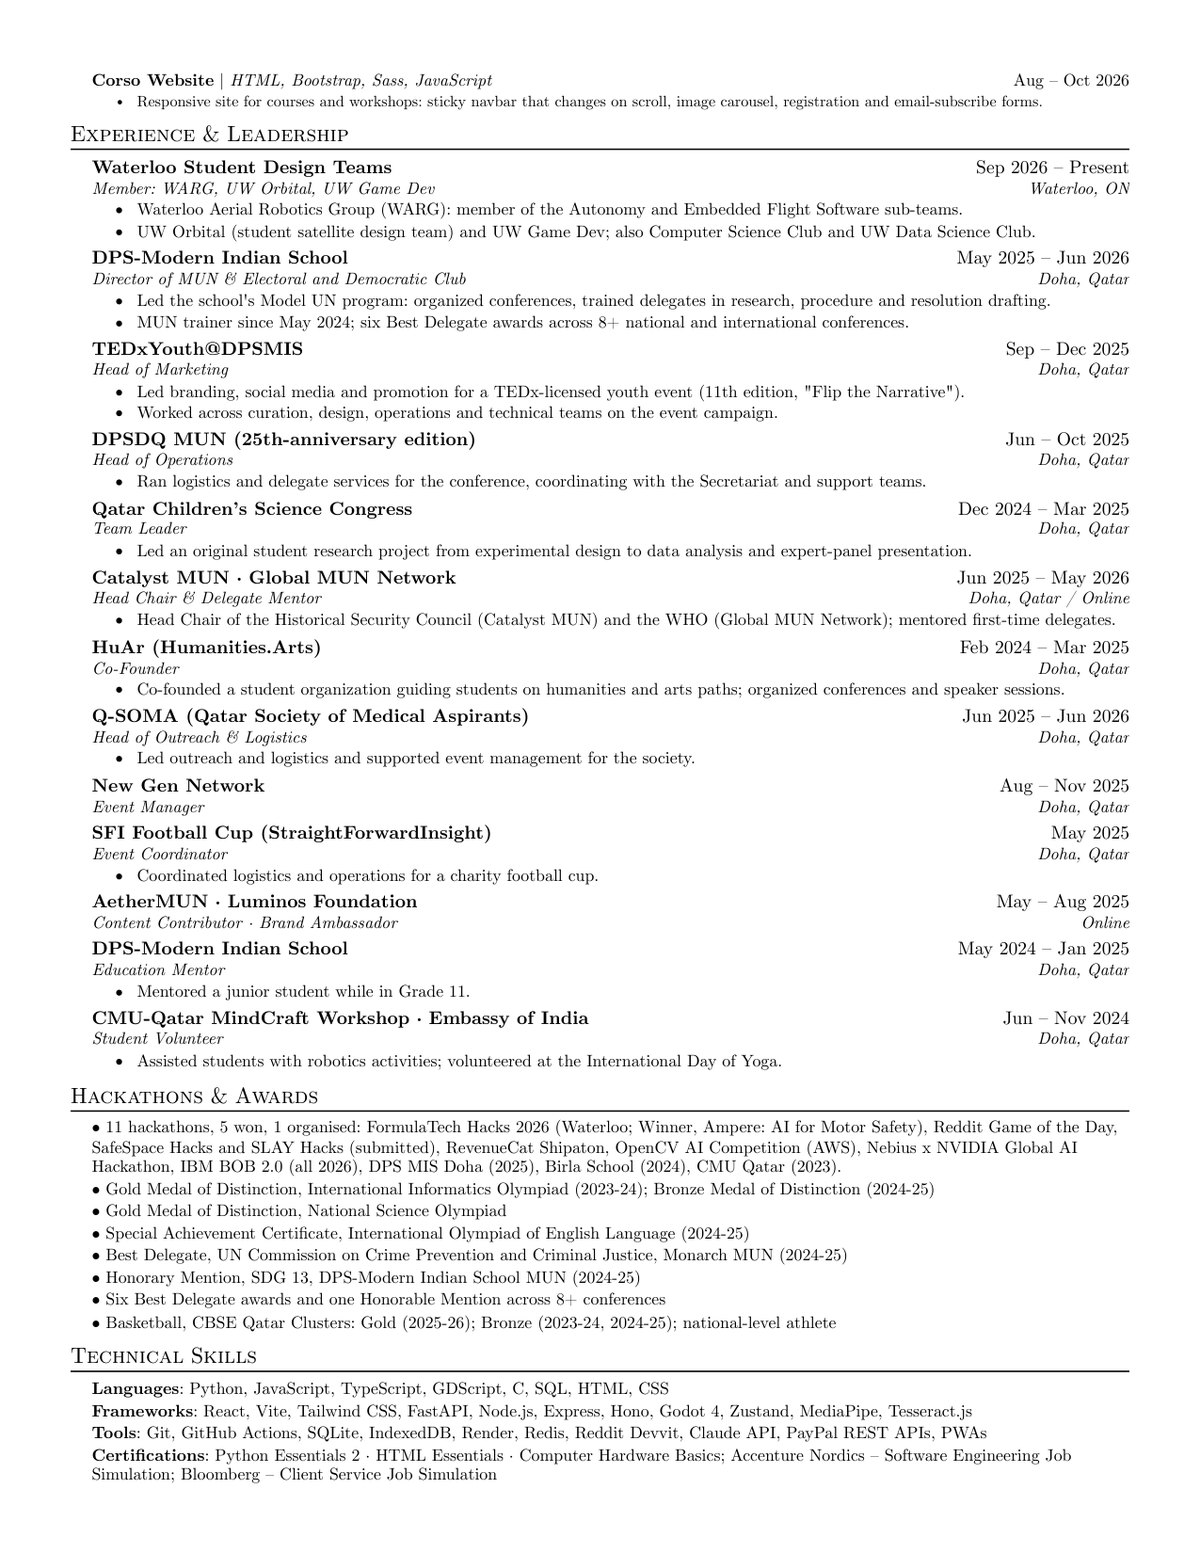 Corso Website | HTML, Bootstrap, Sass, JavaScript Aug – Oct 2026
• Responsive site for courses and workshops: sticky navbar that changes on scroll, image carousel, registration and email-subscribe forms.
Experience & Leadership
Waterloo Student Design Teams Sep 2026 – Present
Member: WARG, UW Orbital, UW Game Dev Waterloo, ON
• Waterloo Aerial Robotics Group (WARG): member of the Autonomy and Embedded Flight Software sub-teams.
• UW Orbital (student satellite design team) and UW Game Dev; also Computer Science Club and UW Data Science Club.
DPS-Modern Indian School May 2025 – Jun 2026
Director of MUN & Electoral and Democratic Club Doha, Qatar
• Led the school's Model UN program: organized conferences, trained delegates in research, procedure and resolution drafting.
• MUN trainer since May 2024; six Best Delegate awards across 8+ national and international conferences.
TEDxYouth@DPSMIS Sep – Dec 2025
Head of Marketing Doha, Qatar
• Led branding, social media and promotion for a TEDx-licensed youth event (11th edition, "Flip the Narrative").
• Worked across curation, design, operations and technical teams on the event campaign.
DPSDQ MUN (25th-anniversary edition) Jun – Oct 2025
Head of Operations Doha, Qatar
• Ran logistics and delegate services for the conference, coordinating with the Secretariat and support teams.
Qatar Children's Science Congress Dec 2024 – Mar 2025
Team Leader Doha, Qatar
• Led an original student research project from experimental design to data analysis and expert-panel presentation.
Catalyst MUN · Global MUN Network Jun 2025 – May 2026
Head Chair & Delegate Mentor Doha, Qatar / Online
• Head Chair of the Historical Security Council (Catalyst MUN) and the WHO (Global MUN Network); mentored first-time delegates.
HuAr (Humanities.Arts) Feb 2024 – Mar 2025
Co-Founder Doha, Qatar
• Co-founded a student organization guiding students on humanities and arts paths; organized conferences and speaker sessions.
Q-SOMA (Qatar Society of Medical Aspirants) Jun 2025 – Jun 2026
Head of Outreach & Logistics Doha, Qatar
• Led outreach and logistics and supported event management for the society.
New Gen Network Aug – Nov 2025
Event Manager Doha, Qatar
SFI Football Cup (StraightForwardInsight) May 2025
Event Coordinator Doha, Qatar
• Coordinated logistics and operations for a charity football cup.
AetherMUN · Luminos Foundation May – Aug 2025
Content Contributor · Brand Ambassador Online
DPS-Modern Indian School May 2024 – Jan 2025
Education Mentor Doha, Qatar
• Mentored a junior student while in Grade 11.
CMU-Qatar MindCraft Workshop · Embassy of India Jun – Nov 2024
Student Volunteer Doha, Qatar
• Assisted students with robotics activities; volunteered at the International Day of Yoga.
Hackathons & Awards
• 11 hackathons, 5 won, 1 organised: FormulaTech Hacks 2026 (Waterloo; Winner, Ampere: AI for Motor Safety), Reddit Game of the Day,
SafeSpace Hacks and SLAY Hacks (submitted), RevenueCat Shipaton, OpenCV AI Competition (AWS), Nebius x NVIDIA Global AI
Hackathon, IBM BOB 2.0 (all 2026), DPS MIS Doha (2025), Birla School (2024), CMU Qatar (2023).
• Gold Medal of Distinction, International Informatics Olympiad (2023-24); Bronze Medal of Distinction (2024-25)
• Gold Medal of Distinction, National Science Olympiad
• Special Achievement Certificate, International Olympiad of English Language (2024-25)
• Best Delegate, UN Commission on Crime Prevention and Criminal Justice, Monarch MUN (2024-25)
• Honorary Mention, SDG 13, DPS-Modern Indian School MUN (2024-25)
• Six Best Delegate awards and one Honorable Mention across 8+ conferences
• Basketball, CBSE Qatar Clusters: Gold (2025-26); Bronze (2023-24, 2024-25); national-level athlete
Technical Skills
Languages: Python, JavaScript, TypeScript, GDScript, C, SQL, HTML, CSS
Frameworks: React, Vite, Tailwind CSS, FastAPI, Node.js, Express, Hono, Godot 4, Zustand, MediaPipe, Tesseract.js
Tools: Git, GitHub Actions, SQLite, IndexedDB, Render, Redis, Reddit Devvit, Claude API, PayPal REST APIs, PWAs
Certifications: Python Essentials 2 · HTML Essentials · Computer Hardware Basics; Accenture Nordics – Software Engineering Job
Simulation; Bloomberg – Client Service Job Simulation